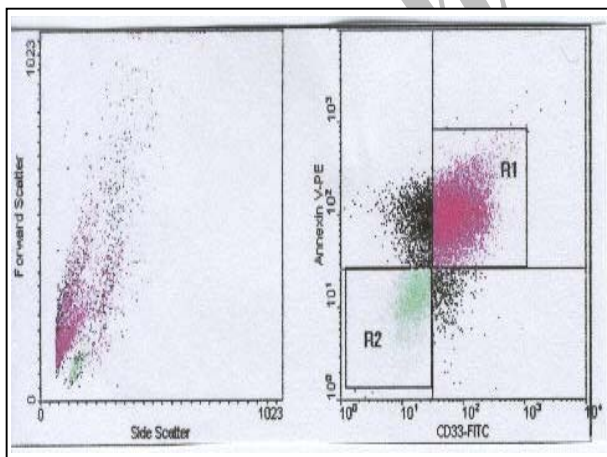 1023
Forward Scatter
0
0
1023
Side Scatter
10³
10²
10¹
10⁰
Annexin V-PE
R1
R2
10⁰
10¹
10²
10³
10⁴
CD33-FITC